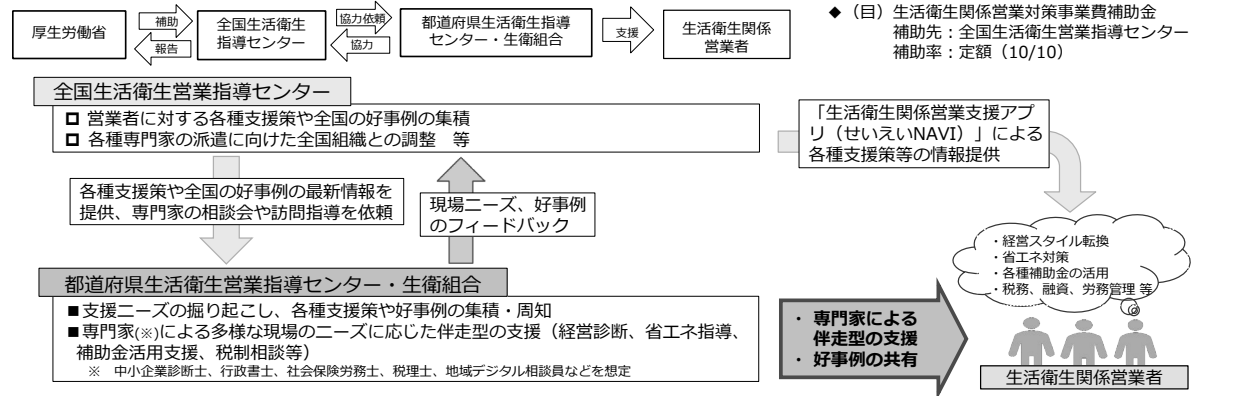 厚生労働省
補助
報告
全国生活衛生
指導センター
協力依頼
協力
都道府県生活衛生指導
センター・生衛組合
支援
生活衛生関係
営業者
◆（目）生活衛生関係営業対策事業費補助金
補助先：全国生活衛生営業指導センター
補助率：定額（10/10）
全国生活衛生営業指導センター
営業者に対する各種支援策や全国の好事例の集積
各種専門家の派遣に向けた全国組織との調整　等
「生活衛生関係営業支援アプ
リ（せいえいNAVI）」による
各種支援策等の情報提供
各種支援策や全国の好事例の最新情報を
提供、専門家の相談会や訪問指導を依頼
現場ニーズ、好事例
のフィードバック
・経営スタイル転換
・省エネ対策
・各種補助金の活用
・税務、融資、労務管理 等
都道府県生活衛生営業指導センター・生衛組合
■支援ニーズの掘り起こし、各種支援策や好事例の集積・周知
■専門家(※)による多様な現場のニーズに応じた伴走型の支援（経営診断、省エネ指導、
補助金活用支援、税制相談等）
※　中小企業診断士、行政書士、社会保険労務士、税理士、地域デジタル相談員などを想定
・ 専門家による
伴走型の支援
・ 好事例の共有
生活衛生関係営業者